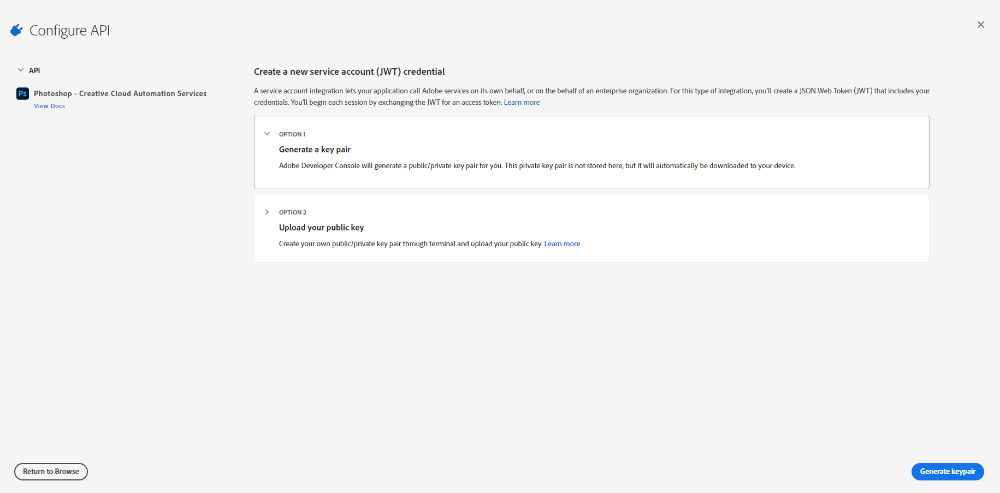 Configure API
API
Ps
Photoshop - Creative Cloud Automation Services
View Docs
Create a new service account (JWT) credential
A service account integration lets your application call Adobe services on its own behalf, or on the behalf of an enterprise organization. For this type of integration, you'll create a JSON Web Token (JWT) that includes your
credentials. You'll begin each session by exchanging the JWT for an access token. Learn more
OPTION 1
Generate a key pair
Adobe Developer Console will generate a public/private key pair for you. This private key pair is not stored here, but it will automatically be downloaded to your device.
OPTION 2
Upload your public key
Create your own public/private key pair through terminal and upload your public key. Learn more
Return to Browse
Generate keypair